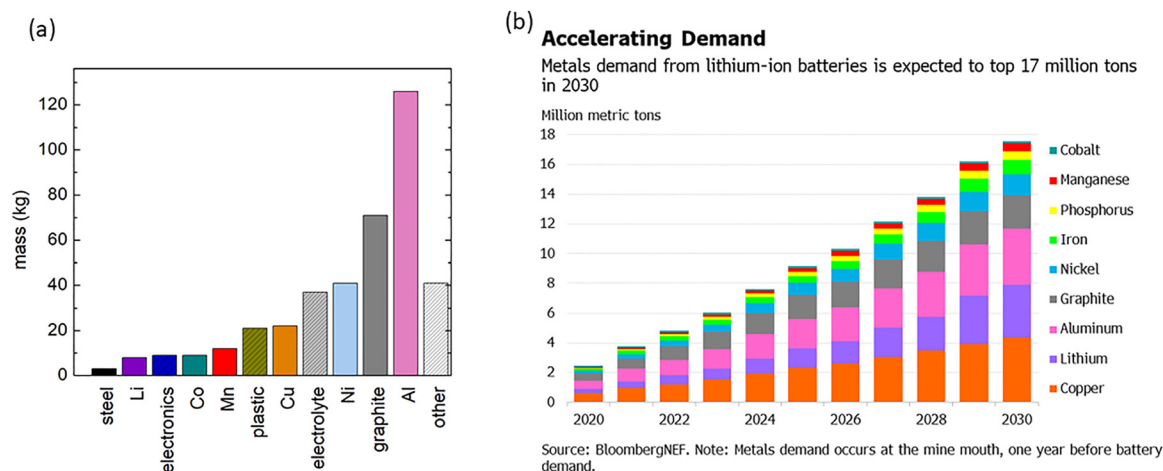 (a)
mass (kg)
120
100
80
60
40
20
0
steel
Li
electronics
Co
Mn
plastic
Cu
electrolyte
Ni
graphite
Al
other
(b)
Accelerating Demand
Metals demand from lithium-ion batteries is expected to top 17 million tons
in 2030
Million metric tons
18
16
14
12
10
8
6
4
2
0
2020
2022
2024
2026
2028
2030
Cobalt
Manganese
Phosphorus
Iron
Nickel
Graphite
Aluminum
Lithium
Copper
Source: BloombergNEF. Note: Metals demand occurs at the mine mouth, one year before battery
demand.